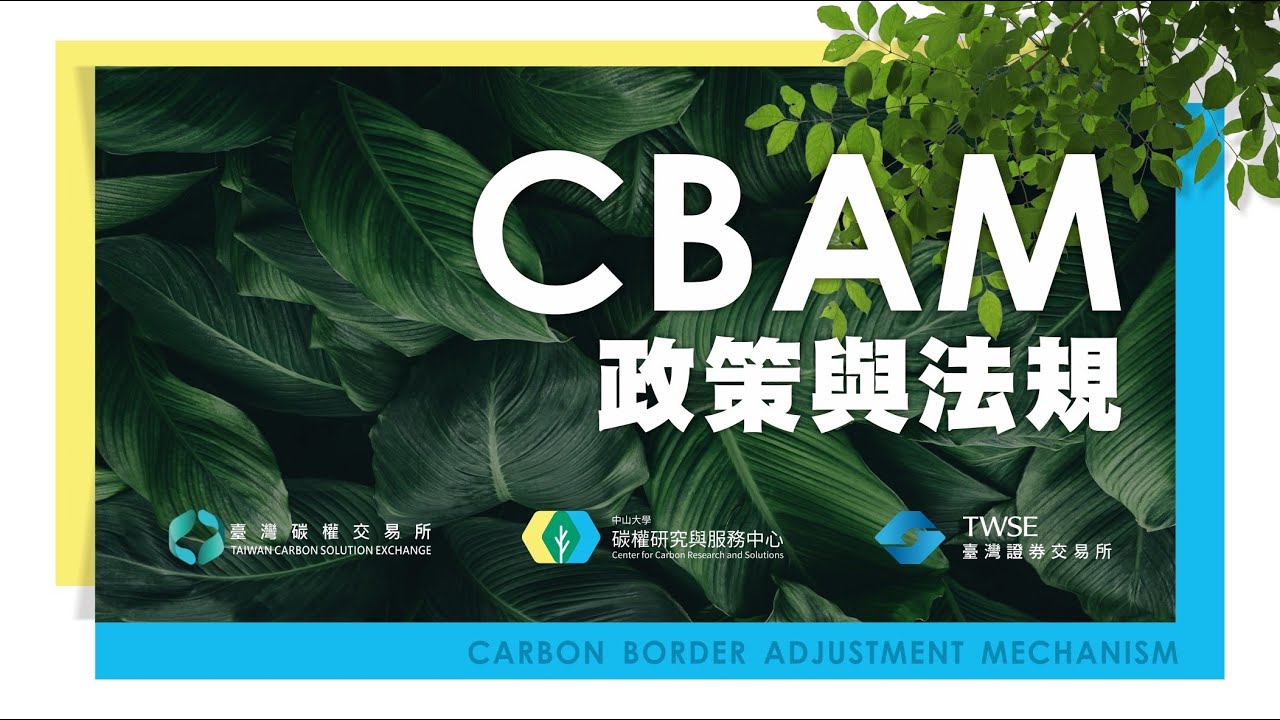 CBAM
政策與法規
臺灣碳權交易所
TAIWAN CARBON SOLUTION EXCHANGE
中山大學
碳權研究與服務中心
Center for Carbon Research and Solutions
TWSE
臺灣證券交易所
CARBON BORDER ADJUSTMENT MECHANISM